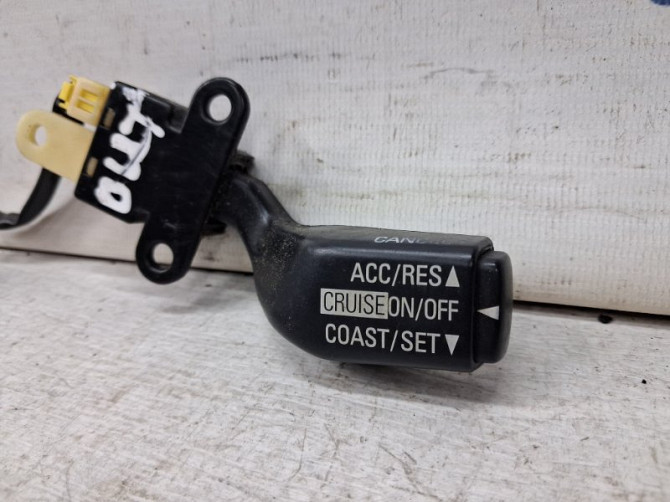 ACC/RES▲
CRUISE ON/OFF ◀
COAST/SET▼